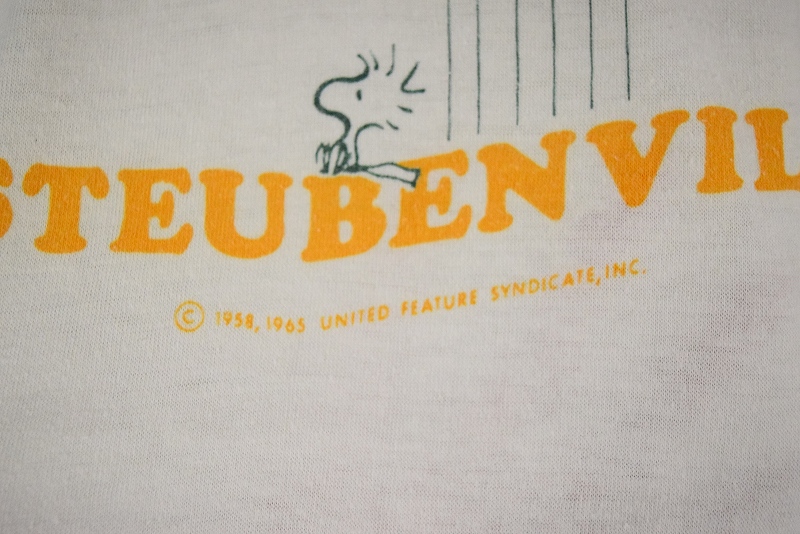 STEUBENVIL
© 1958, 1965 UNITED FEATURE SYNDICATE, INC.